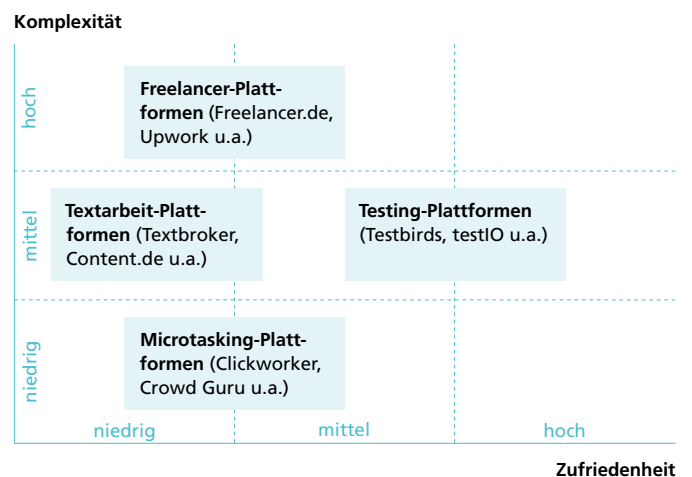 Komplexität
hoch
Freelancer-Platt-
formen (Freelancer.de,
Upwork u.a.)
mittel
Textarbeit-Platt-
formen (Textbroker,
Content.de u.a.)
Testing-Plattformen
(Testbirds, testIO u.a.)
niedrig
Microtasking-Platt-
formen (Clickworker,
Crowd Guru u.a.)
niedrig
mittel
hoch
Zufriedenheit